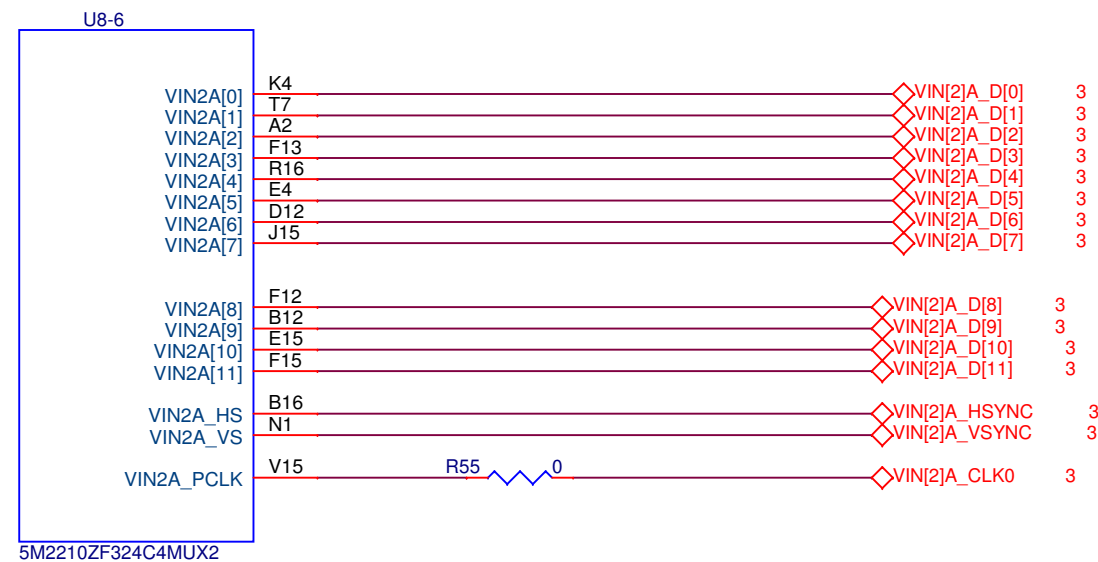 U8-6
VIN2A[0] K4 VIN[2]A_D[0] 3
VIN2A[1] T7 VIN[2]A_D[1] 3
VIN2A[2] A2 VIN[2]A_D[2] 3
VIN2A[3] F13 VIN[2]A_D[3] 3
VIN2A[4] R16 VIN[2]A_D[4] 3
VIN2A[5] E4 VIN[2]A_D[5] 3
VIN2A[6] D12 VIN[2]A_D[6] 3
VIN2A[7] J15 VIN[2]A_D[7] 3
VIN2A[8] F12 VIN[2]A_D[8] 3
VIN2A[9] B12 VIN[2]A_D[9] 3
VIN2A[10] E15 VIN[2]A_D[10] 3
VIN2A[11] F15 VIN[2]A_D[11] 3
VIN2A_HS B16 VIN[2]A_HSYNC 3
VIN2A_VS N1 VIN[2]A_VSYNC 3
VIN2A_PCLK V15 R55 0 VIN[2]A_CLK0 3
5M2210ZF324C4MUX2